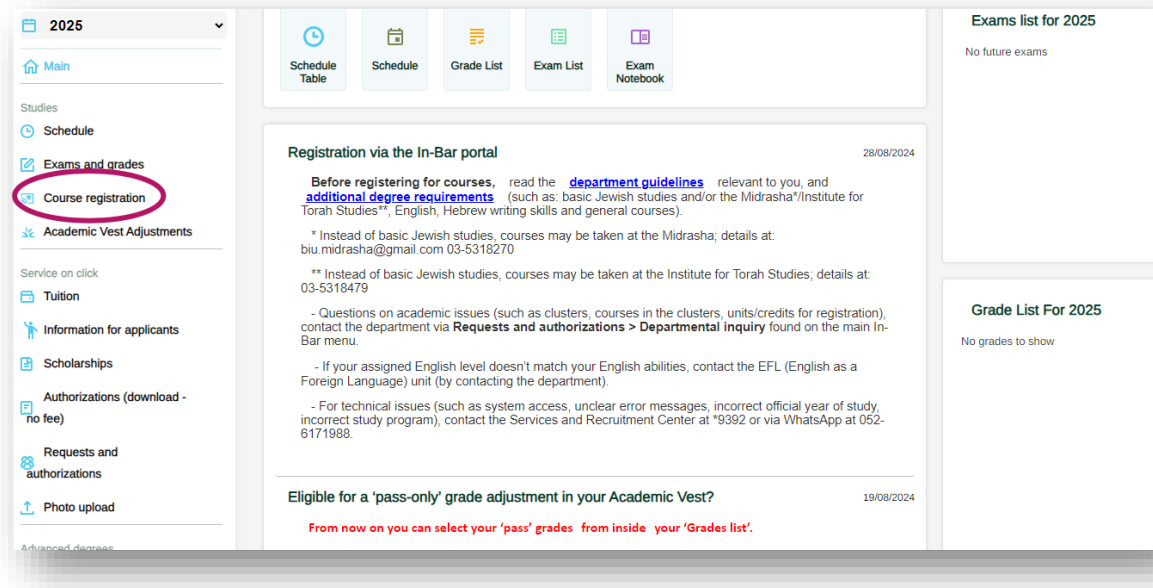 2025
Main
Studies
Schedule
Exams and grades
Course registration
Academic Vest Adjustments
Service on click
Tuition
Information for applicants
Scholarships
Authorizations (download -
no fee)
Requests and
authorizations
Photo upload
Advanced degrees
Schedule
Table
Schedule
Grade List
Exam List
Exam
Notebook
Registration via the In-Bar portal
28/08/2024
Before registering for courses, read the department guidelines relevant to you, and
additional degree requirements (such as: basic Jewish studies and/or the Midrasha*/Institute for
Torah Studies**, English, Hebrew writing skills and general courses).
* Instead of basic Jewish studies, courses may be taken at the Midrasha; details at:
biu.midrasha@gmail.com 03-5318270
** Instead of basic Jewish studies, courses may be taken at the Institute for Torah Studies; details at:
03-5318479
- Questions on academic issues (such as clusters, courses in the clusters, units/credits for registration),
contact the department via Requests and authorizations > Departmental inquiry found on the main In-
Bar menu.
- If your assigned English level doesn't match your English abilities, contact the EFL (English as a
Foreign Language) unit (by contacting the department).
- For technical issues (such as system access, unclear error messages, incorrect official year of study,
incorrect study program), contact the Services and Recruitment Center at *9392 or via WhatsApp at 052-
6171988.
Eligible for a 'pass-only' grade adjustment in your Academic Vest?
19/08/2024
From now on you can select your 'pass' grades from inside your 'Grades list'.
Exams list for 2025
No future exams
Grade List For 2025
No grades to show